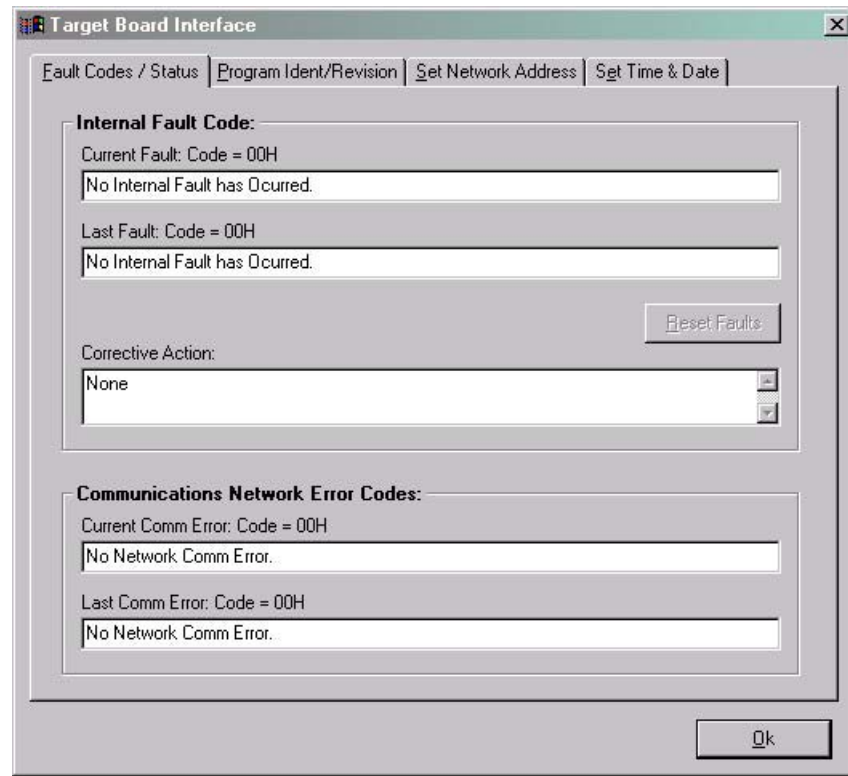 Target Board Interface
Fault Codes / Status
Program Ident/Revision
Set Network Address
Set Time & Date
Internal Fault Code:
Current Fault: Code = 00H
No Internal Fault has Ocurred.
Last Fault: Code = 00H
No Internal Fault has Ocurred.
Reset Faults
Corrective Action:
None
Communications Network Error Codes:
Current Comm Error: Code = 00H
No Network Comm Error.
Last Comm Error: Code = 00H
No Network Comm Error.
Ok